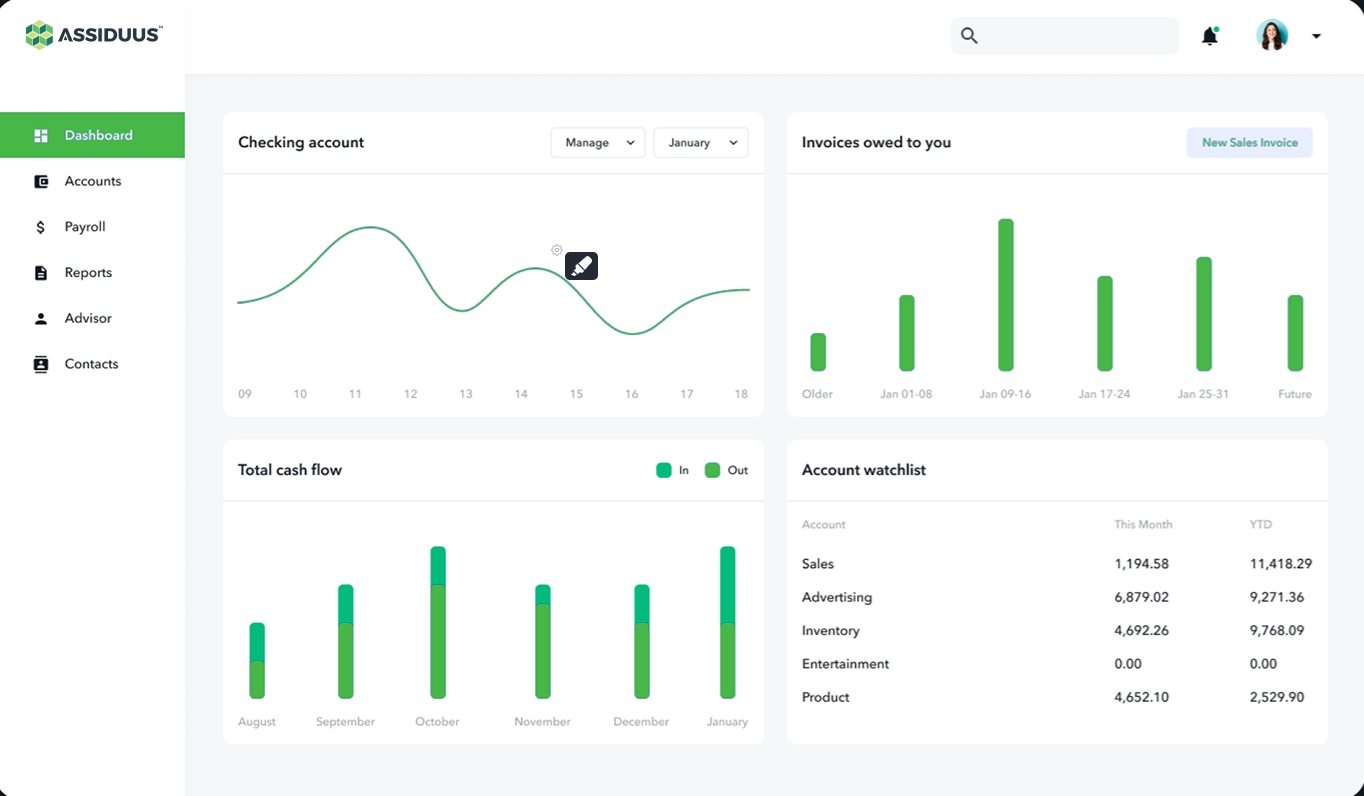 ASSIDUUS™
Dashboard
Accounts
Payroll
Reports
Advisor
Contacts
Checking account
Manage
January
09 10 11 12 13 14 15 16 17 18
Invoices owed to you
New Sales Invoice
Older Jan 01-08 Jan 09-16 Jan 17-24 Jan 25-31 Future
Total cash flow
In Out
August September October November December January
Account watchlist
Account This Month YTD
Sales 1,194.58 11,418.29
Advertising 6,879.02 9,271.36
Inventory 4,692.26 9,768.09
Entertainment 0.00 0.00
Product 4,652.10 2,529.90